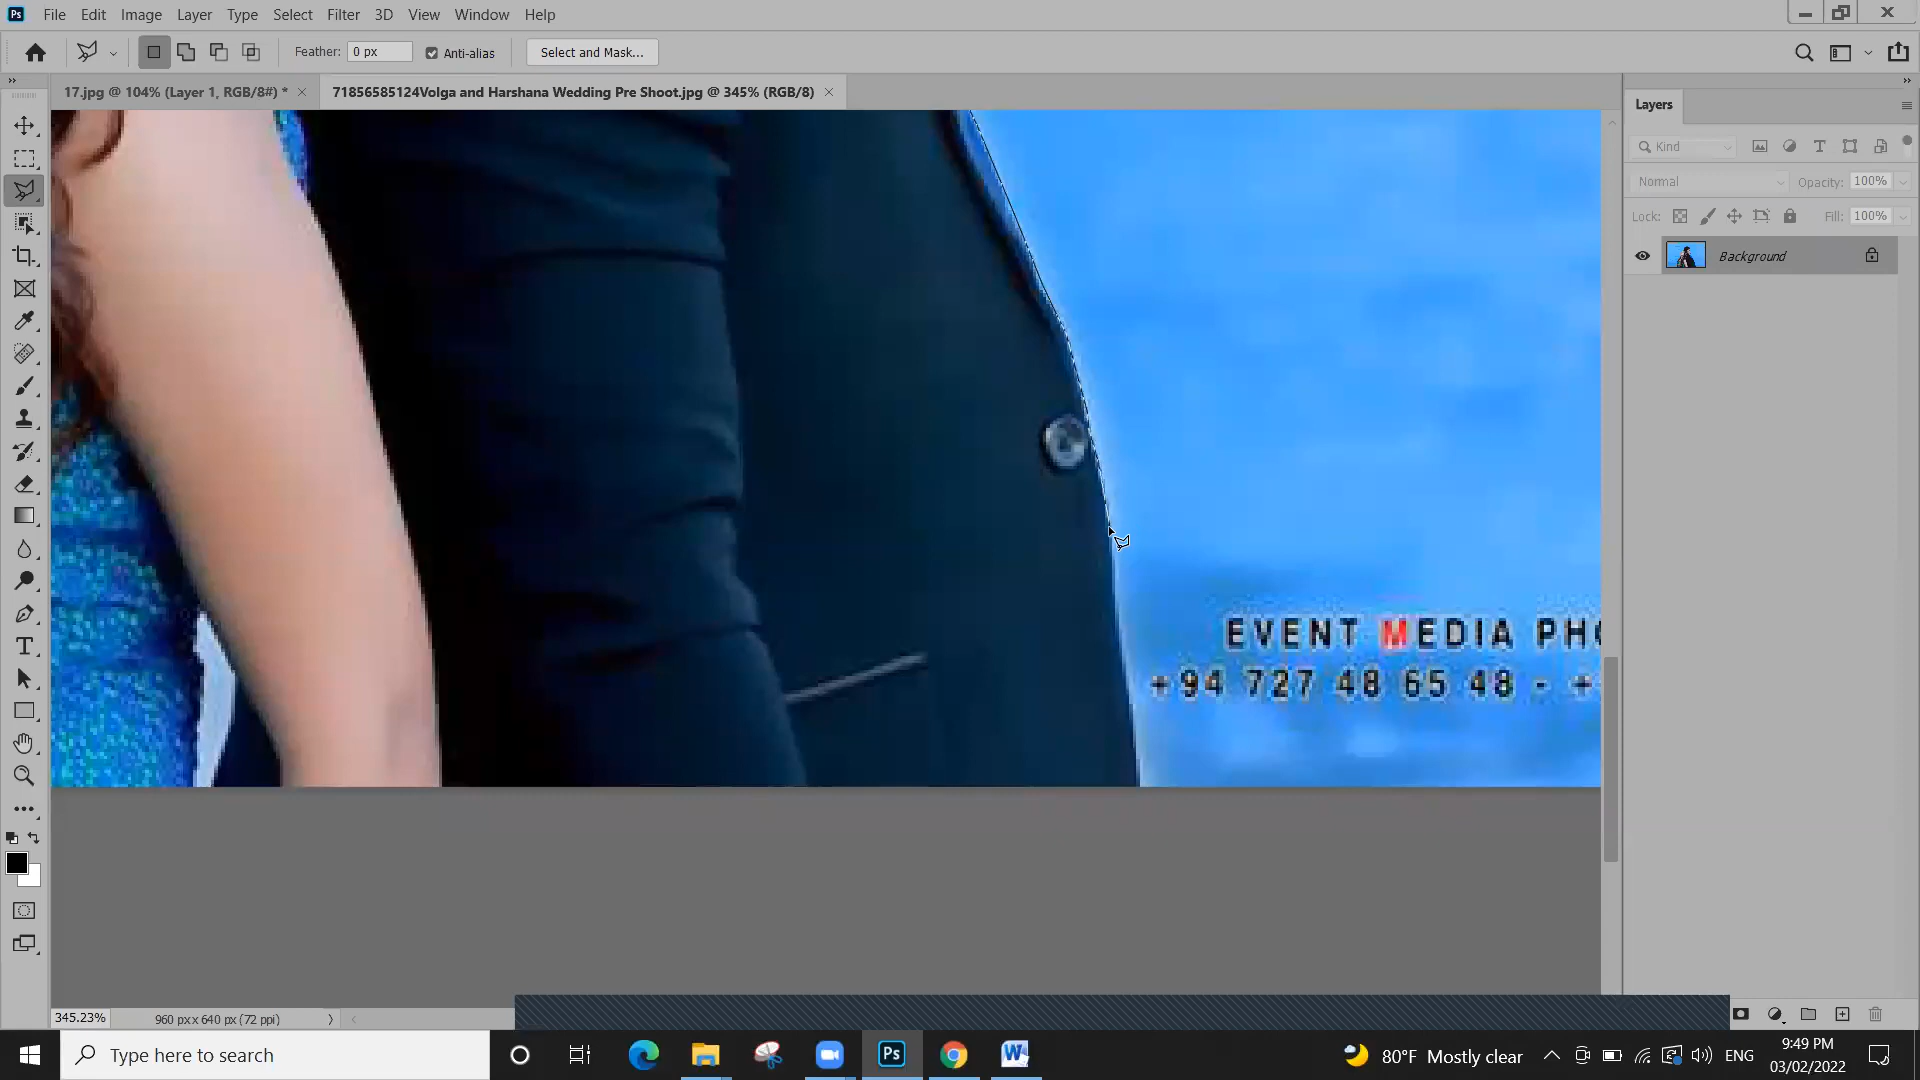 File Edit Image Layer Type Select Filter 3D View Window Help
Feather: 0 px Anti-alias Select and Mask...
17.jpg @ 104% (Layer 1, RGB/8#) * 71856585124Volga and Harshana Wedding Pre Shoot.jpg @ 345% (RGB/8)
Layers
Kind
Normal Opacity: 100%
Lock: Fill: 100%
Background
EVENT MEDIA PHO
+94 727 48 65 48 - +
345.23% 960 px x 640 px (72 ppi)
Type here to search
80°F Mostly clear ENG 9:49 PM
03/02/2022